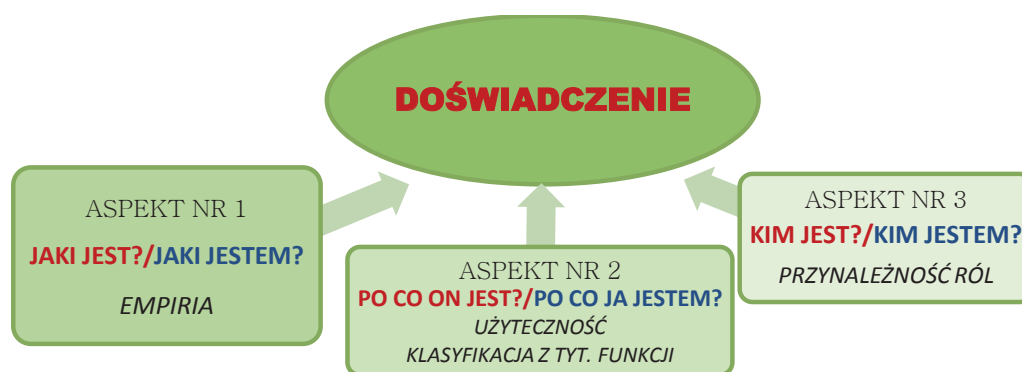 DOŚWIADCZENIE
ASPEKT NR 1
JAKI JEST?/JAKI JESTEM?
EMPIRIA
ASPEKT NR 2
PO CO ON JEST?/PO CO JA JESTEM?
UŻYTECZNOŚĆ
KLASYFIKACJA Z TYT. FUNKCJI
ASPEKT NR 3
KIM JEST?/KIM JESTEM?
PRZYNALEŻNOŚĆ RÓL